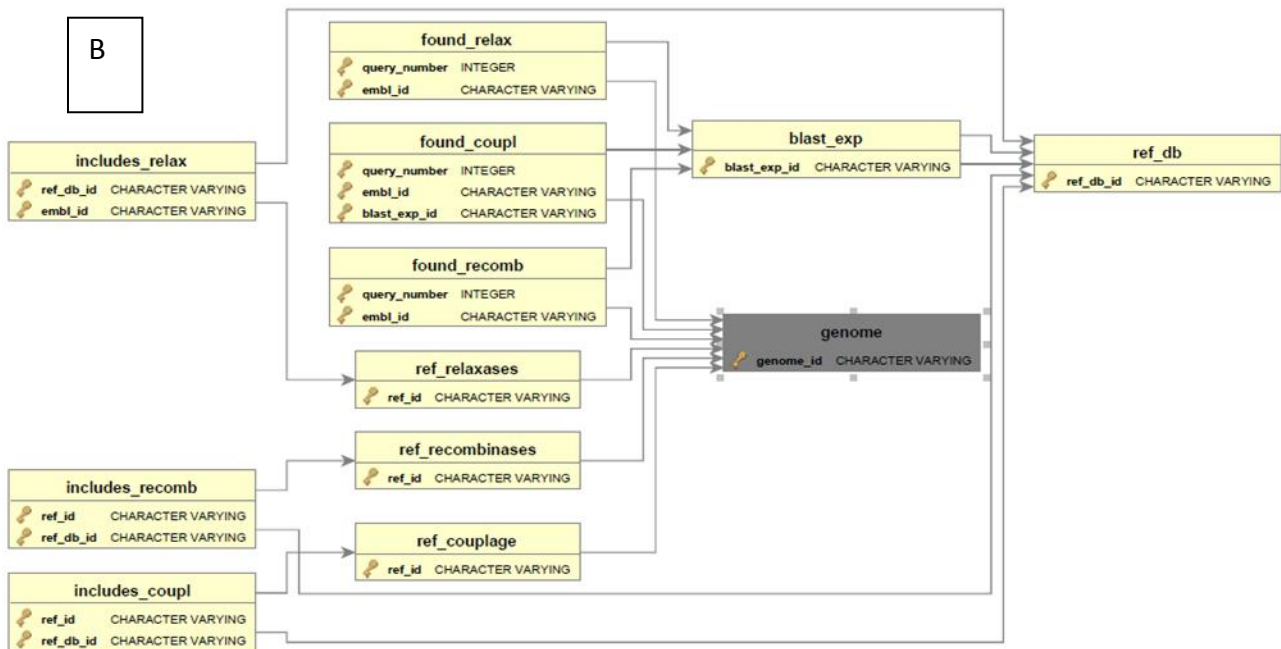 B
found_relax
query_number INTEGER
embl_id CHARACTER VARYING
found_coupl
query_number INTEGER
embl_id CHARACTER VARYING
blast_exp_id CHARACTER VARYING
found_recomb
query_number INTEGER
embl_id CHARACTER VARYING
blast_exp
blast_exp_id CHARACTER VARYING
ref_db
ref_db_id CHARACTER VARYING
includes_relax
ref_db_id CHARACTER VARYING
embl_id CHARACTER VARYING
genome
genome_id CHARACTER VARYING
ref_relaxases
ref_id CHARACTER VARYING
ref_recombinases
ref_id CHARACTER VARYING
includes_recomb
ref_id CHARACTER VARYING
ref_db_id CHARACTER VARYING
ref_couplage
ref_id CHARACTER VARYING
includes_coupl
ref_id CHARACTER VARYING
ref_db_id CHARACTER VARYING